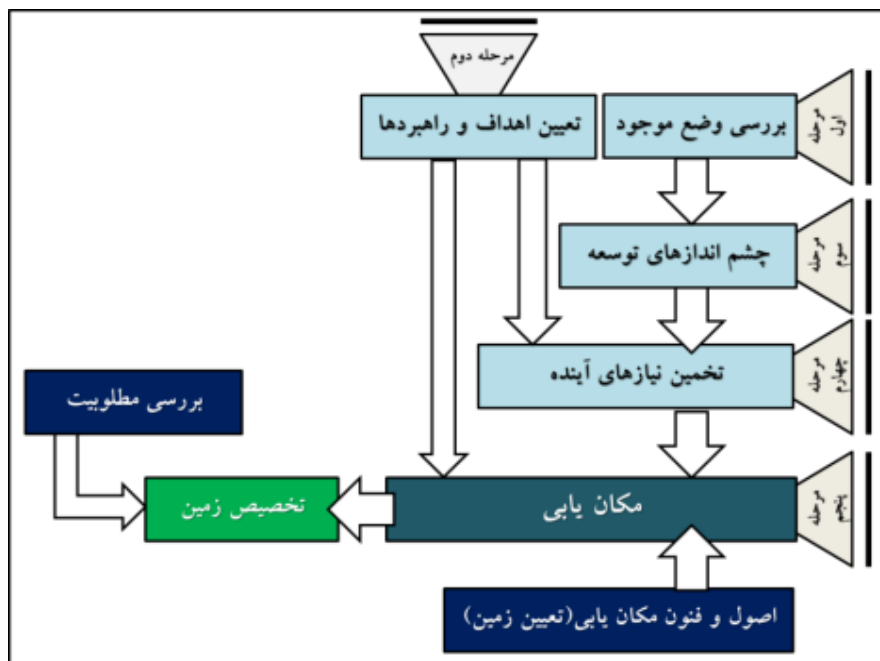 مرحله دوم
تعیین اهداف و راهبردها
بررسی وضع موجود
مرحله
اول
چشم اندازهای توسعه
مرحله
سوم
تخمین نیازهای آینده
مرحله
چهارم
بررسی مطلوبیت
تخصیص زمین
مکان یابی
مرحله
پنجم
اصول و فنون مکان یابی(تعیین زمین)